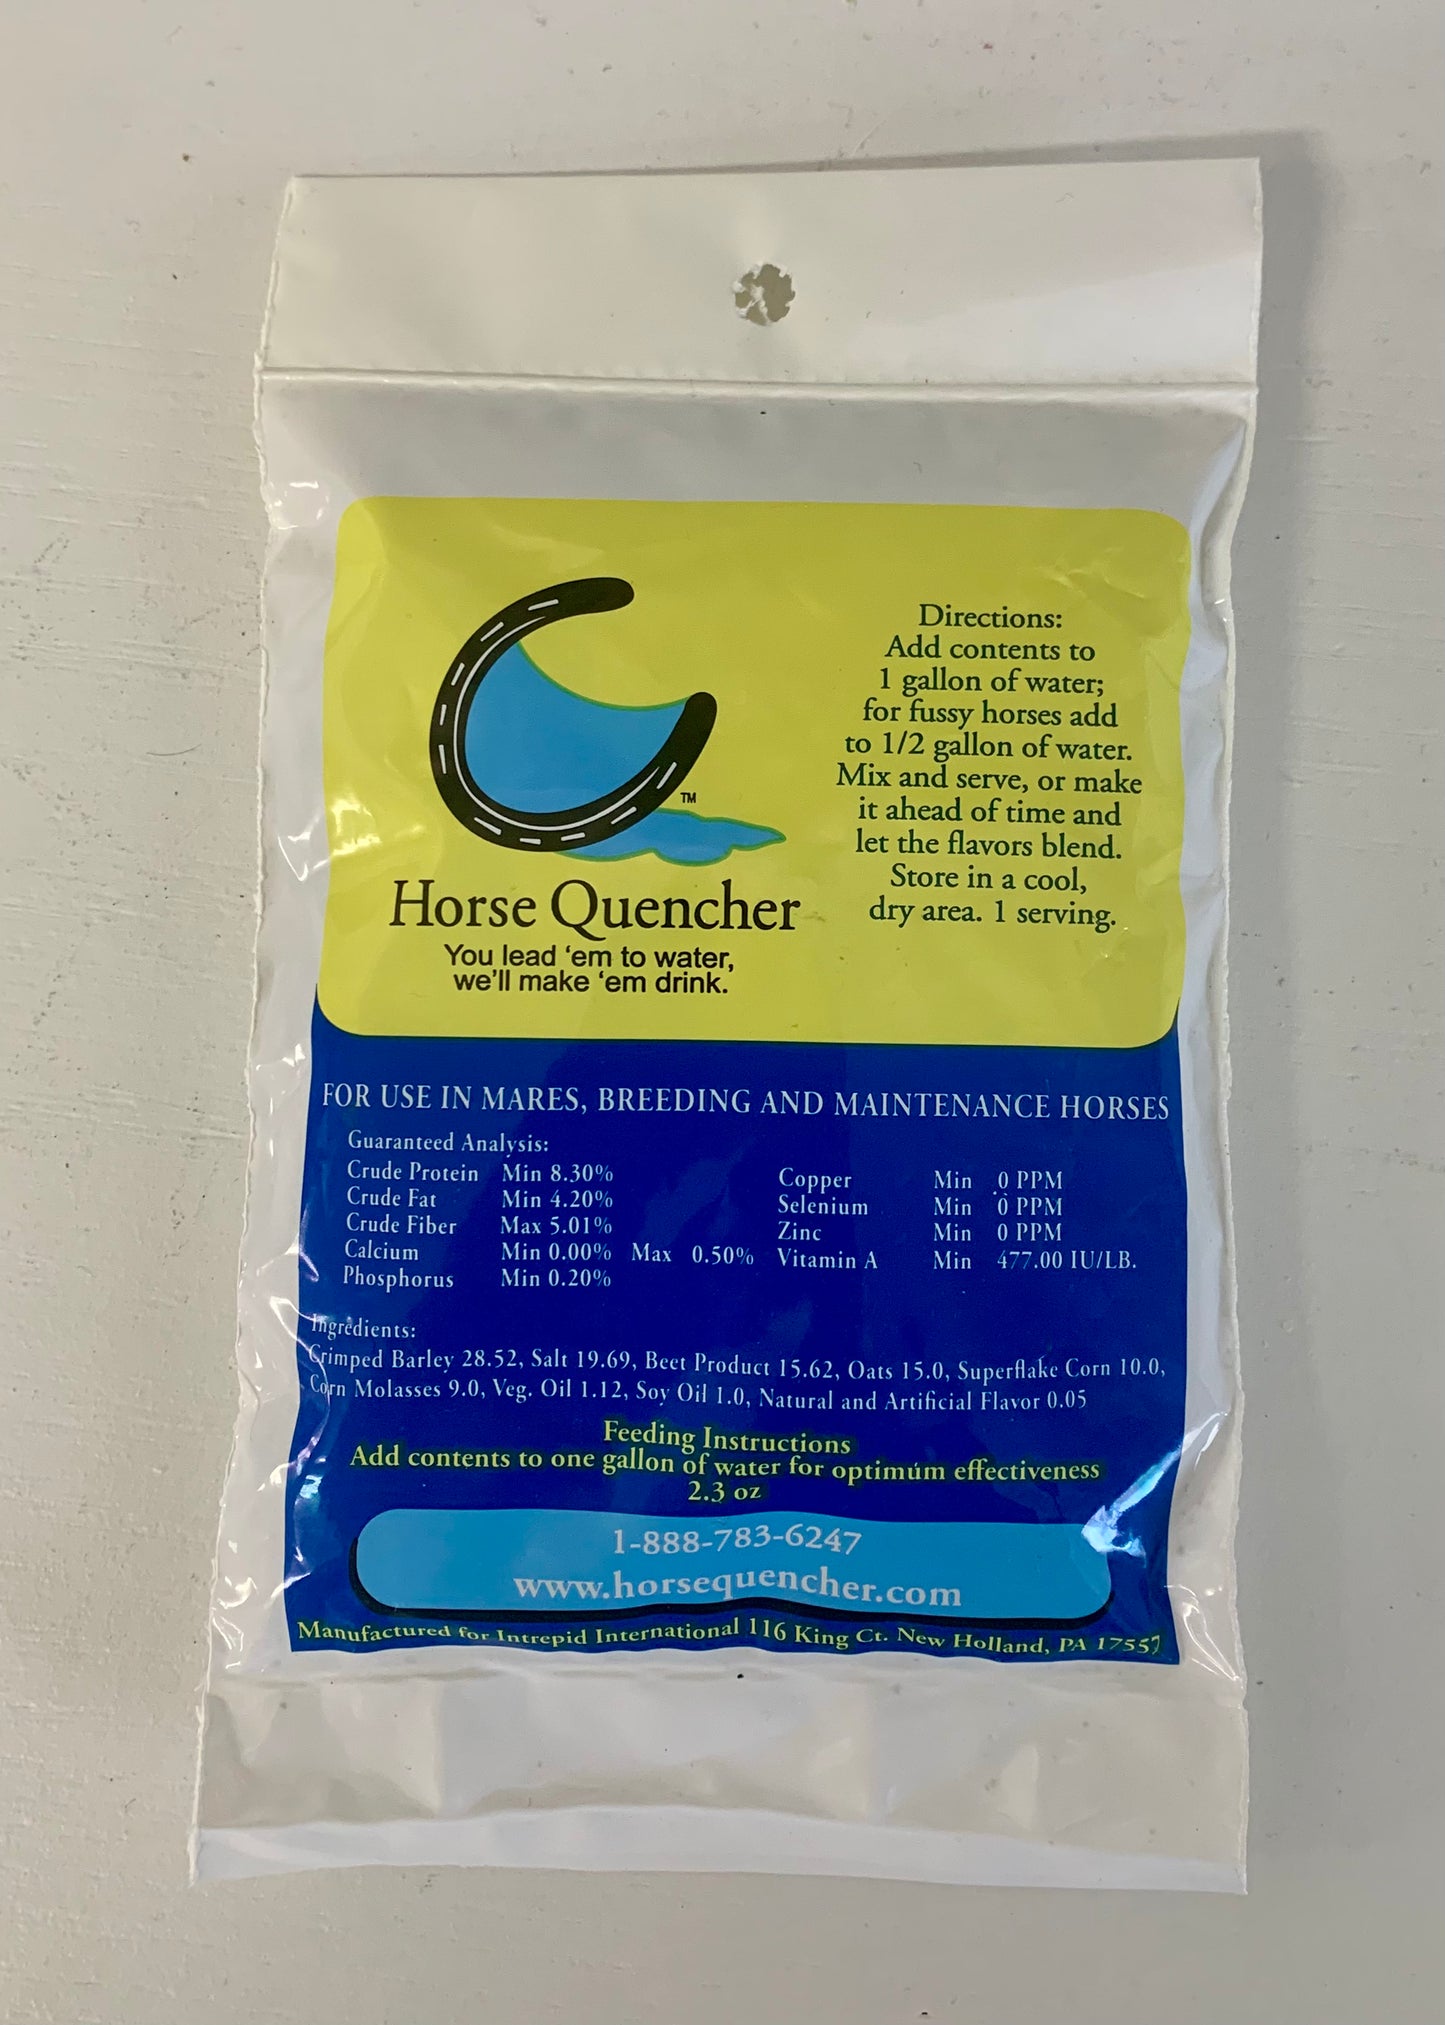 Directions:
Add contents to
1 gallon of water;
for fussy horses add
to 1/2 gallon of water.
Mix and serve, or make
it ahead of time and
let the flavors blend.
Store in a cool,
dry area. 1 serving.
TM
Horse Quencher
You lead ‘em to water,
we'll make ‘em drink.
FOR USE IN MARES, BREEDING AND MAINTENANCE HORSES
Guaranteed Analysis:
Crude Protein Min 8.30%
Crude Fat Min 4.20%
Crude Fiber Max 5.01%
Calcium Min 0.00% Max 0.50%
Phosphorus Min 0.20%
Copper Min 0 PPM
Selenium Min 0 PPM
Zinc Min 0 PPM
Vitamin A Min 477.00 IU/LB.
Ingredients:
Crimped Barley 28.52, Salt 19.69, Beet Product 15.62, Oats 15.0, Superflake Corn 10.0,
Corn Molasses 9.0, Veg. Oil 1.12, Soy Oil 1.0, Natural and Artificial Flavor 0.05
Feeding Instructions
Add contents to one gallon of water for optimum effectiveness
2.3 oz
1-888-783-6247
www.horsequencher.com
Manufactured for Intrepid International 116 King Ct. New Holland, PA 17557